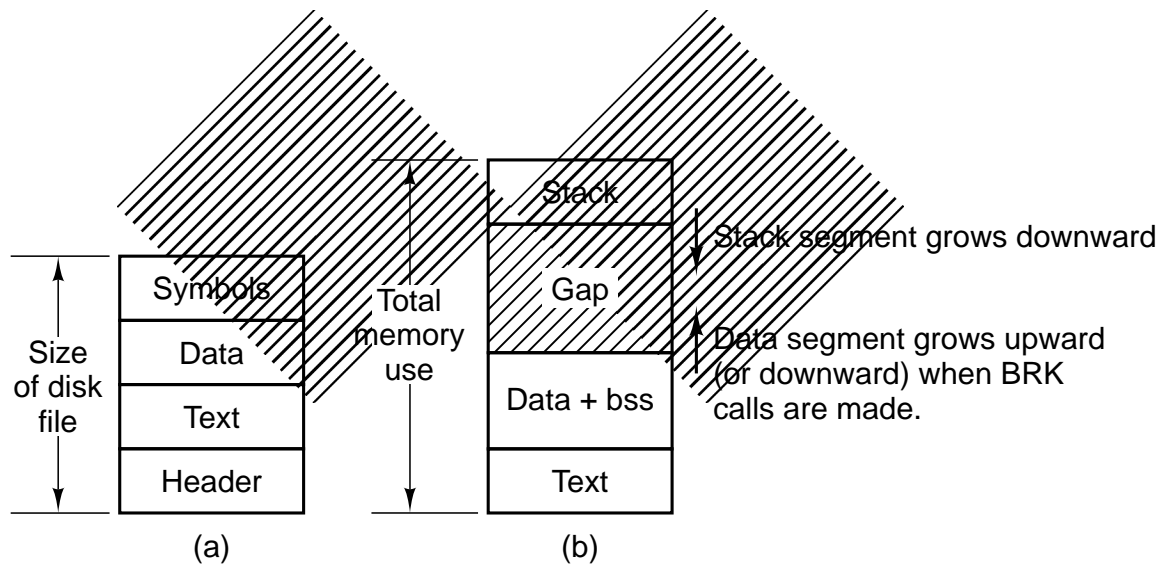 Size
of disk
file
Symbols
Data
Text
Header
(a)
Total
memory
use
Stack
Gap
Data + bss
Text
(b)
Stack segment grows downward
Data segment grows upward
(or downward) when BRK
calls are made.